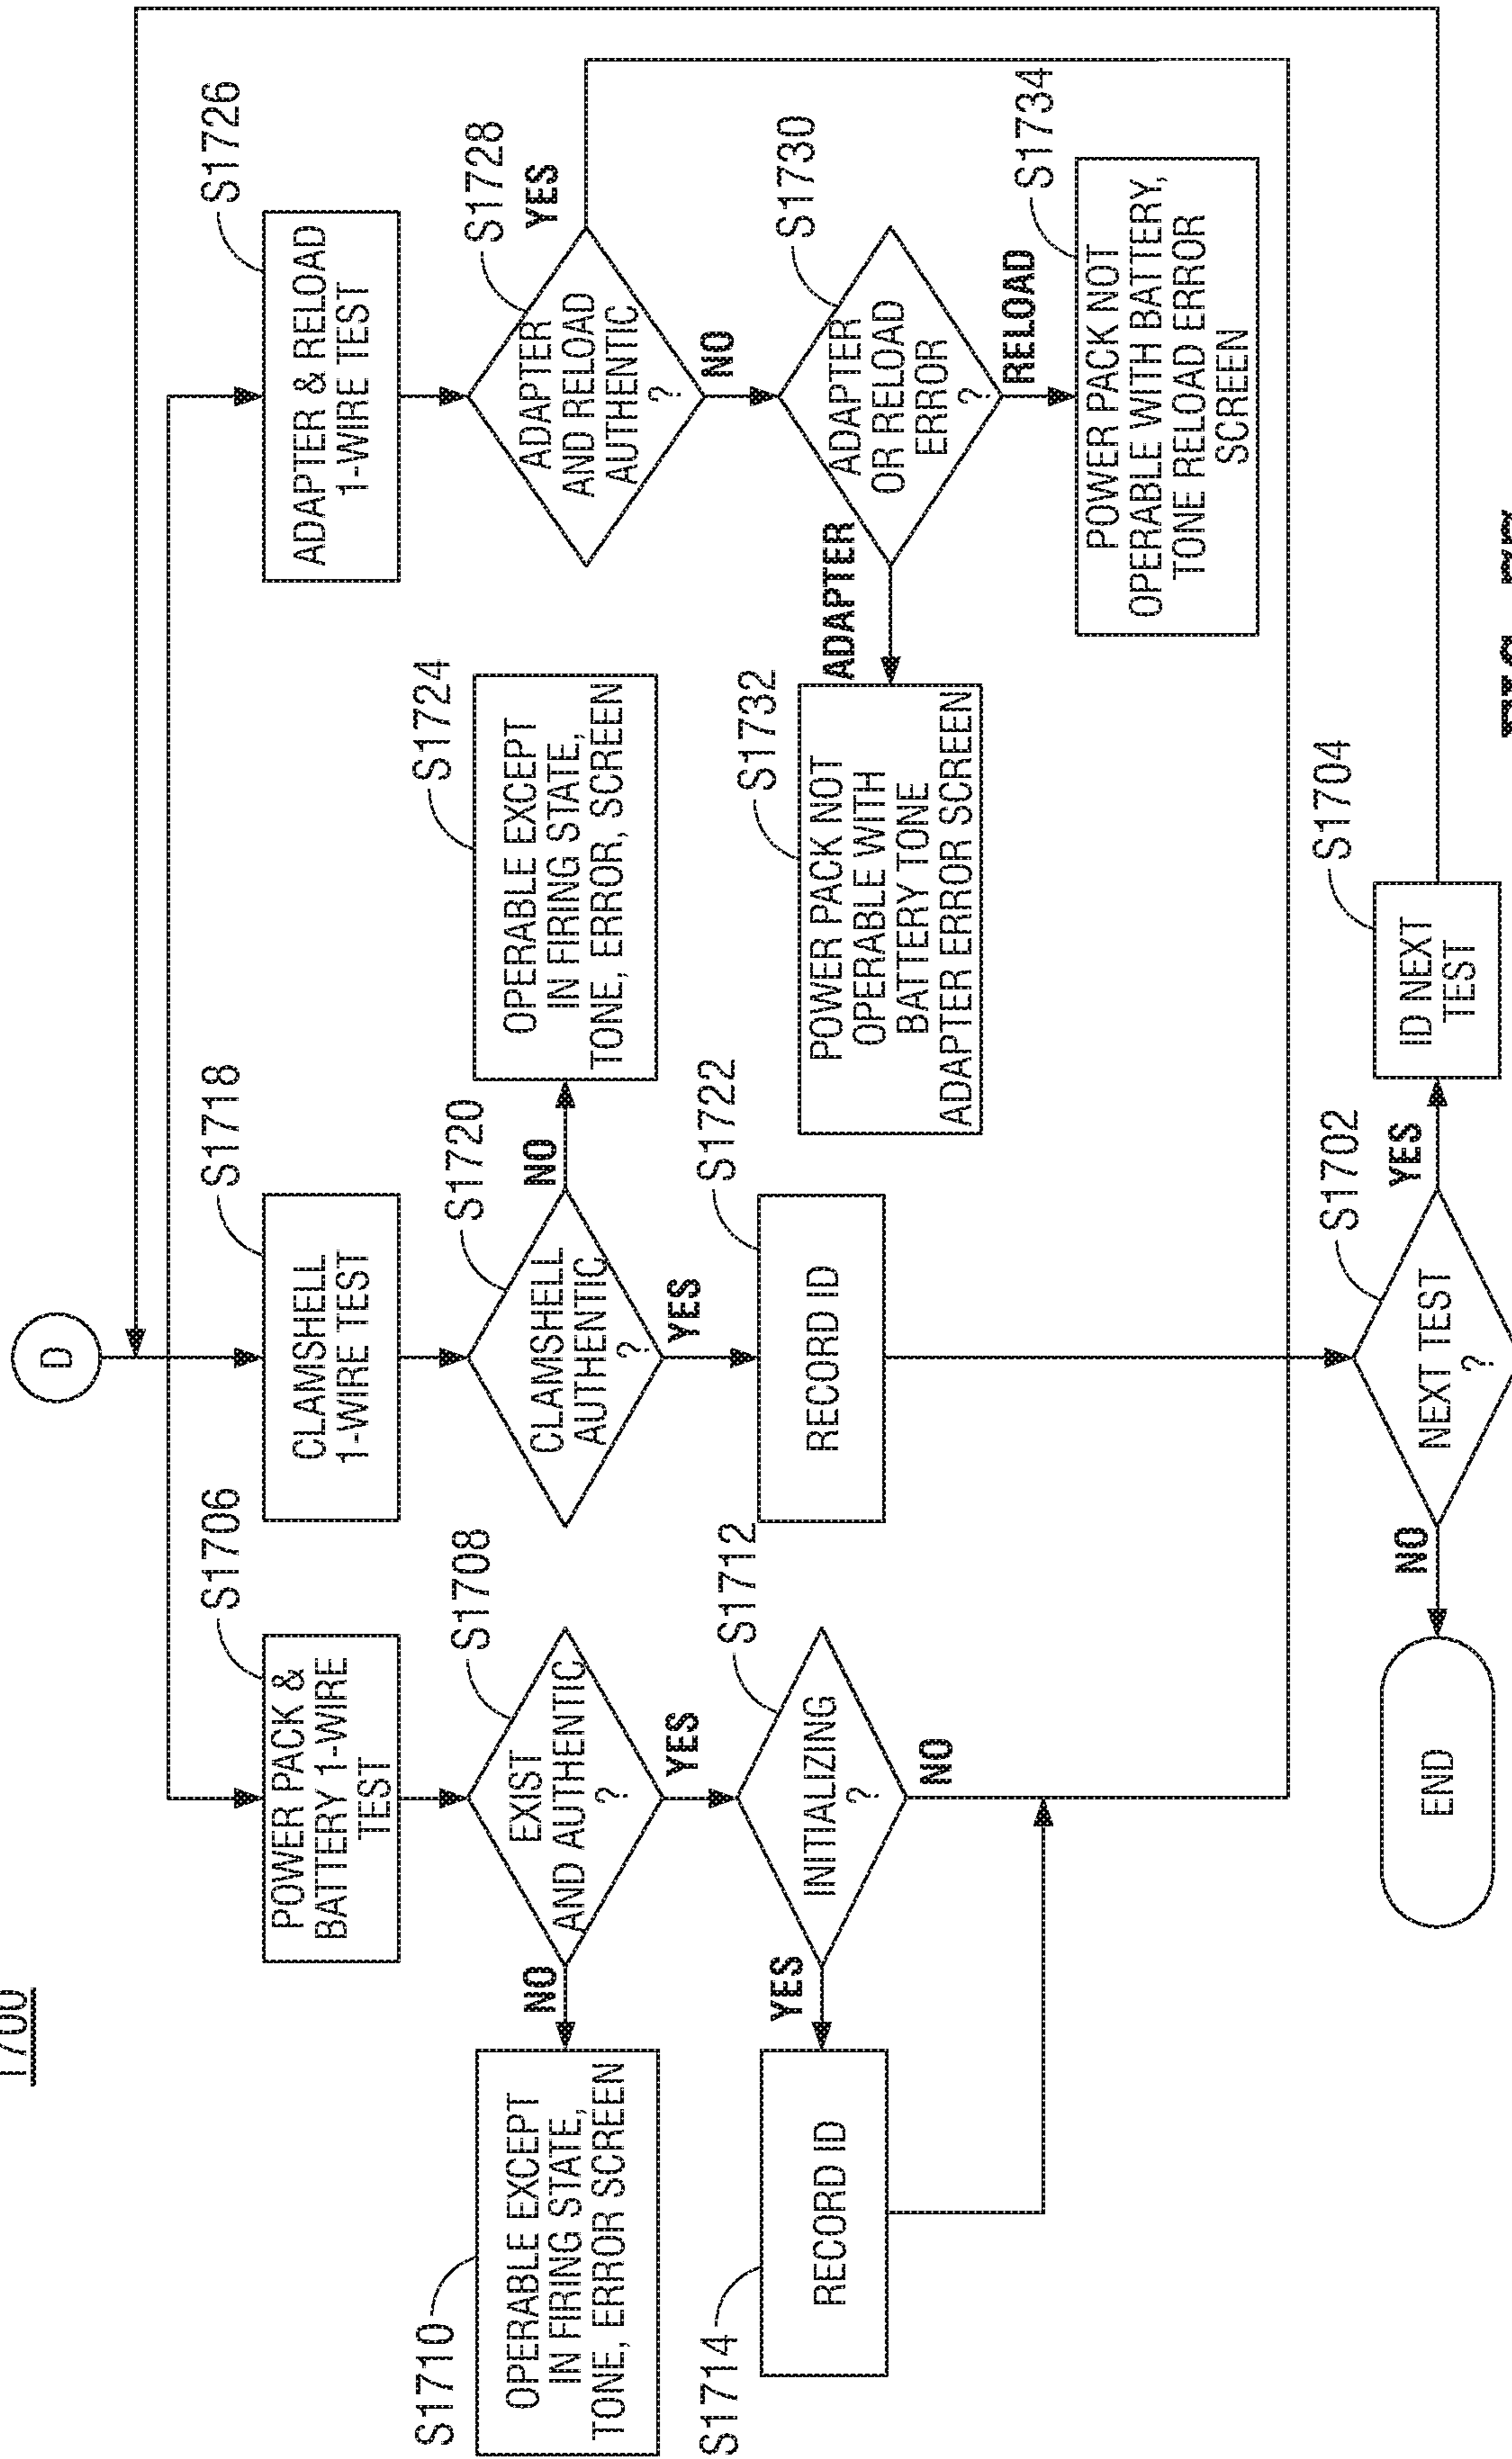 1700
D
S1706
POWER PACK &
BATTERY 1-WIRE
TEST
S1718
CLAMSHELL
1-WIRE TEST
S1726
ADAPTER & RELOAD
1-WIRE TEST
S1708
EXIST
AND AUTHENTIC
?
NO
YES
S1720
CLAMSHELL
AUTHENTIC
?
NO
YES
S1728
YES
ADAPTER
AND RELOAD
AUTHENTIC
?
NO
S1710
OPERABLE EXCEPT
IN FIRING STATE,
TONE, ERROR SCREEN
S1724
OPERABLE EXCEPT
IN FIRING STATE,
TONE, ERROR, SCREEN
S1712
INITIALIZING
?
YES
NO
S1722
RECORD ID
S1730
ADAPTER
OR RELOAD
ERROR
?
ADAPTER
RELOAD
S1714
RECORD ID
S1732
POWER PACK NOT
OPERABLE WITH
BATTERY TONE
ADAPTER ERROR SCREEN
S1734
POWER PACK NOT
OPERABLE WITH BATTERY,
TONE RELOAD ERROR
SCREEN
S1702
NEXT TEST
?
NO
YES
S1704
ID NEXT
TEST
END